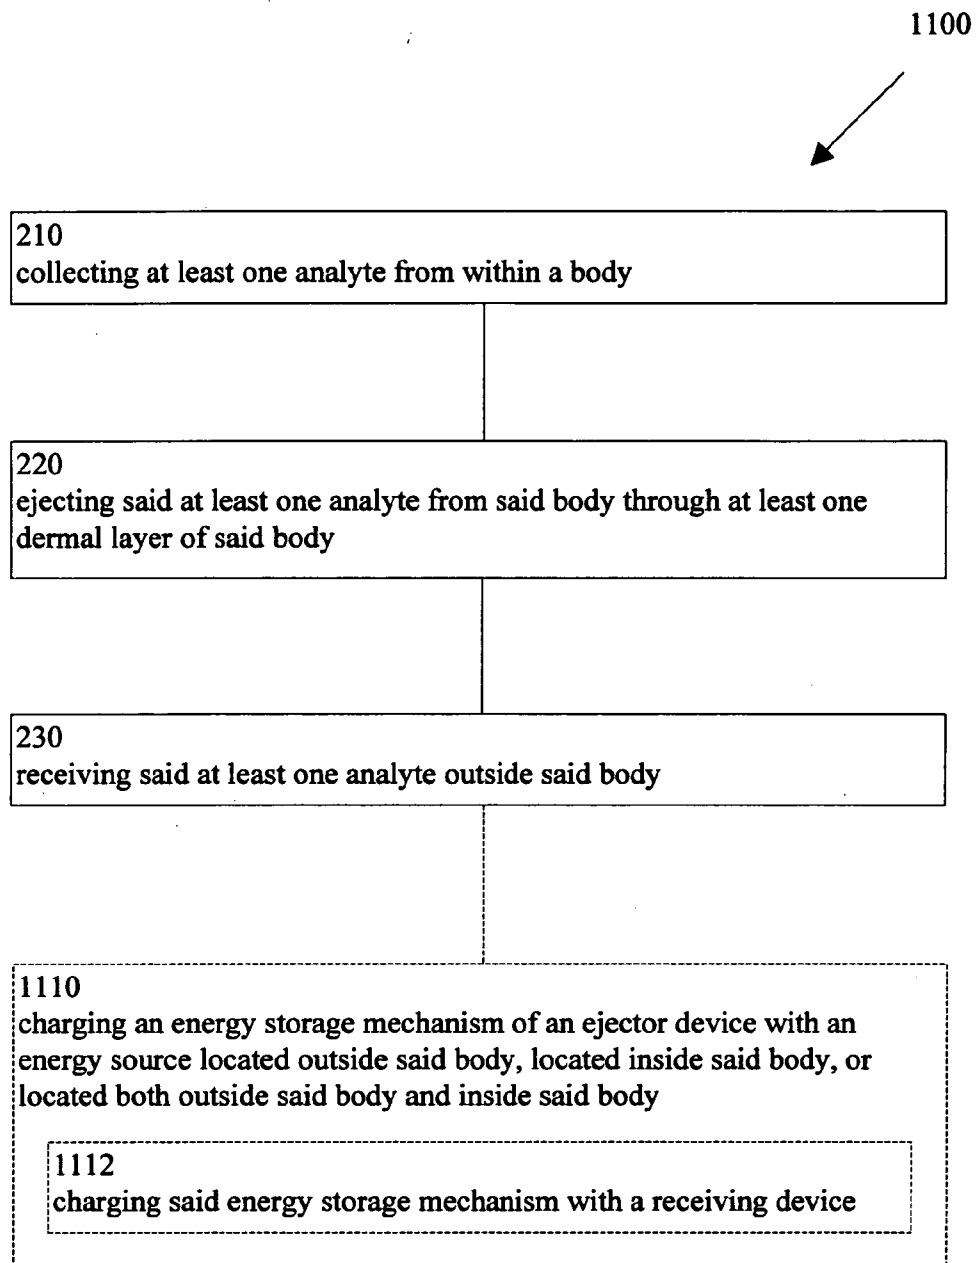 1100
210
collecting at least one analyte from within a body
220
ejecting said at least one analyte from said body through at least one
dermal layer of said body
230
receiving said at least one analyte outside said body
1110
charging an energy storage mechanism of an ejector device with an
energy source located outside said body, located inside said body, or
located both outside said body and inside said body
1112
charging said energy storage mechanism with a receiving device